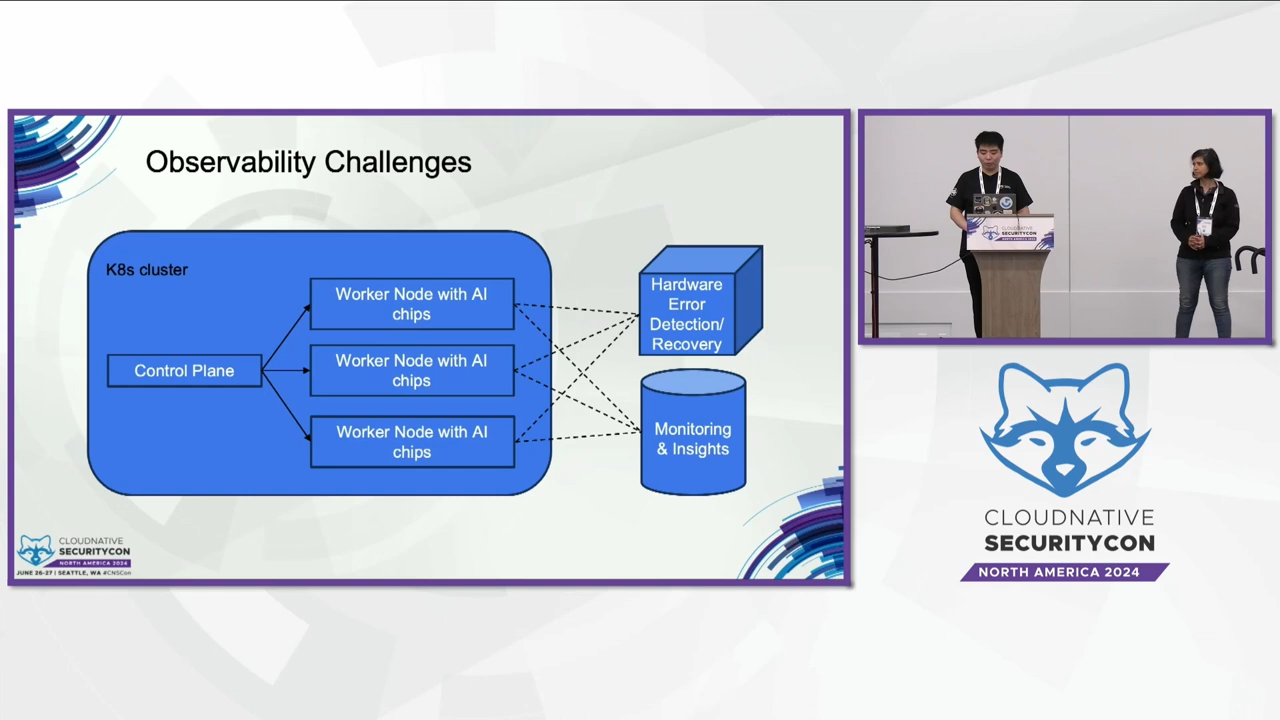 Observability Challenges
K8s cluster
Control Plane
Worker Node with AI
chips
Worker Node with AI
chips
Worker Node with AI
chips
Hardware
Error
Detection/
Recovery
Monitoring
& Insights
CLOUDNATIVE
SECURITYCON
NORTH AMERICA 2024
JUNE 26-27 | SEATTLE, WA #CNSCon
CLOUDNATIVE
SECURITYCON
CLOUDNATIVE
SECURITYCON
NORTH AMERICA 2024